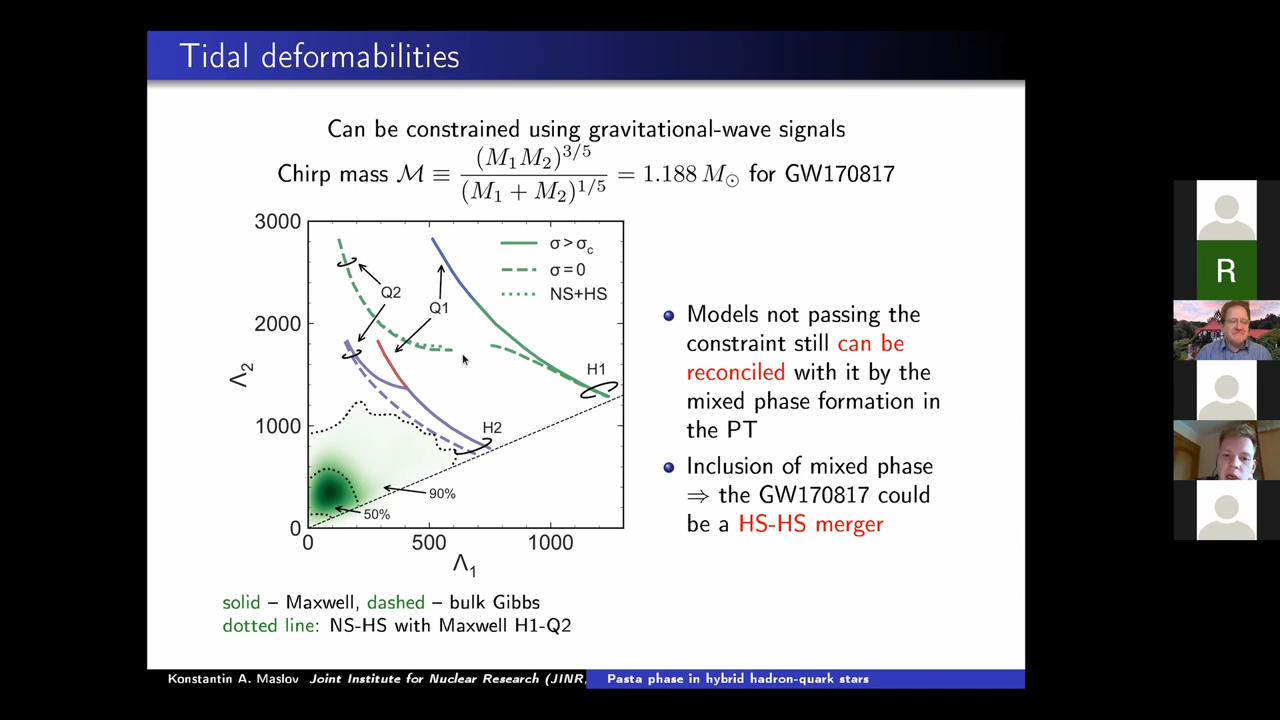 Tidal deformabilities
Can be constrained using gravitational-wave signals
Chirp mass ℳ ≡ (M₁M₂)^{3/5} / (M₁ + M₂)^{1/5} = 1.188 M☉ for GW170817
3000
2000
1000
0
Λ₂
0 500 1000
Λ₁
σ>σ_c
σ=0
NS+HS
Q2
Q1
H1
H2
90%
50%
Models not passing the
constraint still can be
reconciled with it by the
mixed phase formation in
the PT
Inclusion of mixed phase
⇒ the GW170817 could
be a HS-HS merger
solid – Maxwell, dashed – bulk Gibbs
dotted line: NS-HS with Maxwell H1-Q2
Konstantin A. Maslov Joint Institute for Nuclear Research (JINR,
Pasta phase in hybrid hadron-quark stars
R